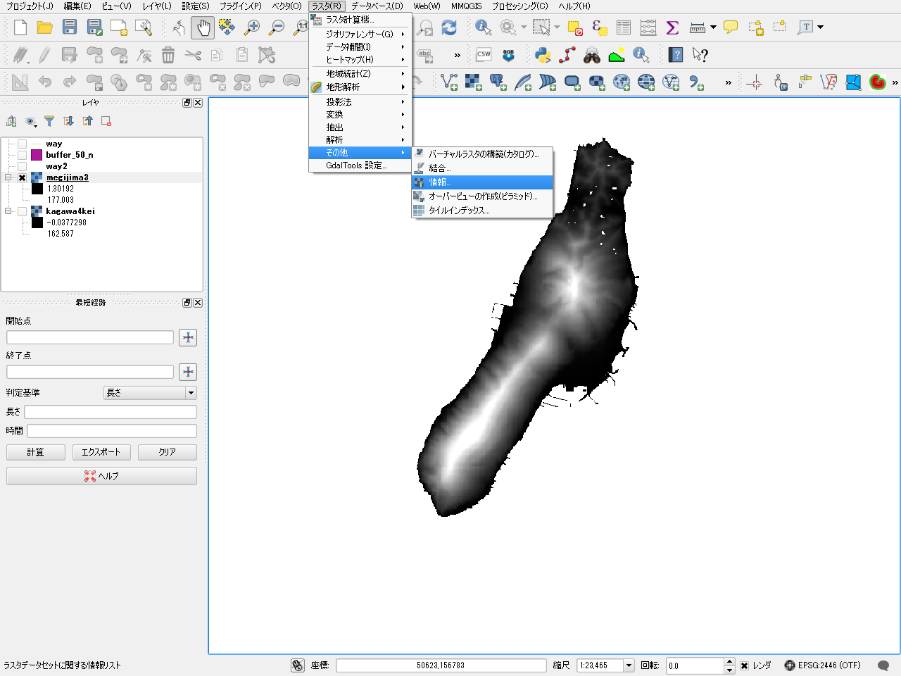 プロジェクト(J) 編集(E) ビュー(V) レイヤ(L) 設定(S) プラグイン(P) ベクタ(O) ラスタ(R) データベース(D) Web(W) MMQGIS プロセッシング(C) ヘルプ(H)
ラスタ計算機...
ジオリファレンサー(G)
データ補間(I)
ヒートマップ(H)
地域統計(Z)
地形解析
投影法
変換
抽出
解析
その他
GdalTools 設定...
バーチャルラスタの構築(カタログ)...
結合...
情報...
オーバービューの作成(ピラミッド)...
タイルインデックス...
abc
CSW
レイヤ
way
buffer_50_n
way2
megijima3
1.30192
177.003
kagawa4kei
-0.0377298
162.587
最短経路
開始点
終了点
判定基準 長さ
長さ
時間
計算 エクスポート クリア
ヘルプ
ラスタデータセットに関する情報リスト 座標: 50623,156783 縮尺 1:23,465 回転: 0.0 レンダ EPSG:2446 (OTF)